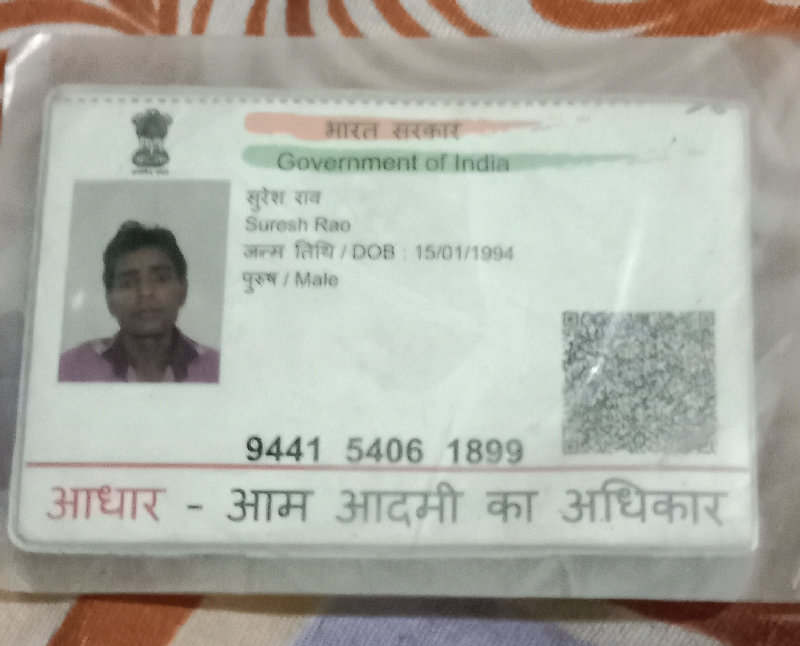 भारत सरकार
Government of India
सुरेश राव
Suresh Rao
जन्म तिथि / DOB : 15/01/1994
पुरुष / Male
9441 5406 1899
आधार - आम आदमी का अधिकार